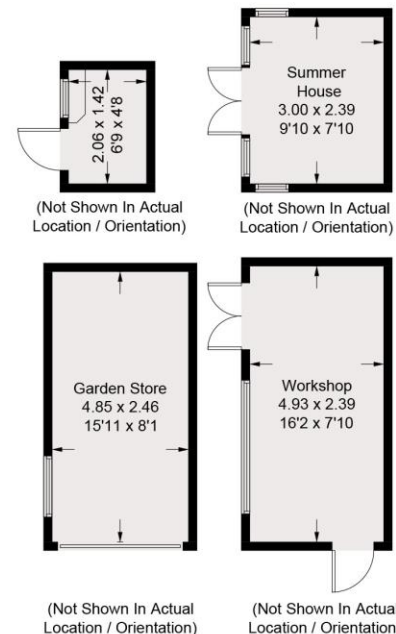 2.06 x 1.42
6'9 x 4'8
(Not Shown In Actual
Location / Orientation)
Summer
House
3.00 x 2.39
9'10 x 7'10
(Not Shown In Actual
Location / Orientation)
Garden Store
4.85 x 2.46
15'11 x 8'1
(Not Shown In Actual
Location / Orientation)
Workshop
4.93 x 2.39
16'2 x 7'10
(Not Shown In Actual
Location / Orientation